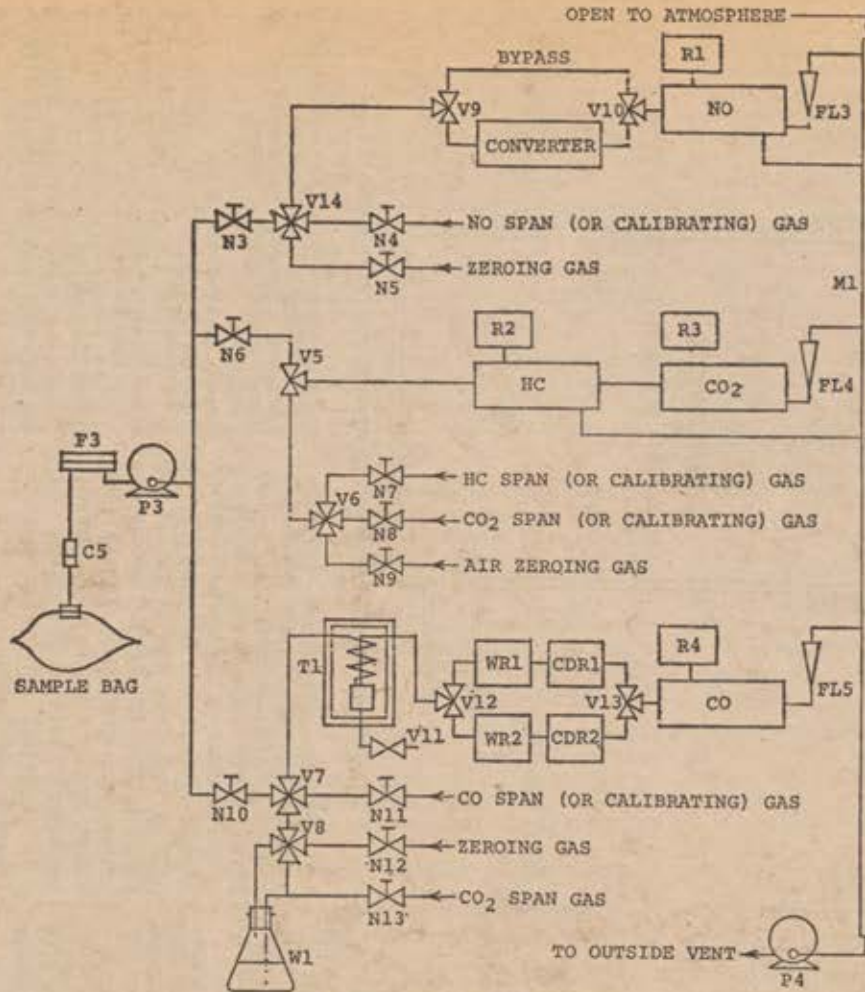 OPEN TO ATMOSPHERE
BYPASS
R1
V9
V10
NO
FL3
CONVERTER
V14
N3
N4
NO SPAN (OR CALIBRATING) GAS
N5
ZEROING GAS
M1
N6
V5
R2
R3
HC
CO2
FL4
F3
P3
N7
HC SPAN (OR CALIBRATING) GAS
V6
N8
CO2 SPAN (OR CALIBRATING) GAS
N9
AIR ZEROING GAS
C5
SAMPLE BAG
T1
WR1
CDR1
R4
V12
V13
CO
FL5
WR2
CDR2
V11
V7
N10
N11
CO SPAN (OR CALIBRATING) GAS
V8
N12
ZEROING GAS
N13
CO2 SPAN GAS
W1
TO OUTSIDE VENT
P4